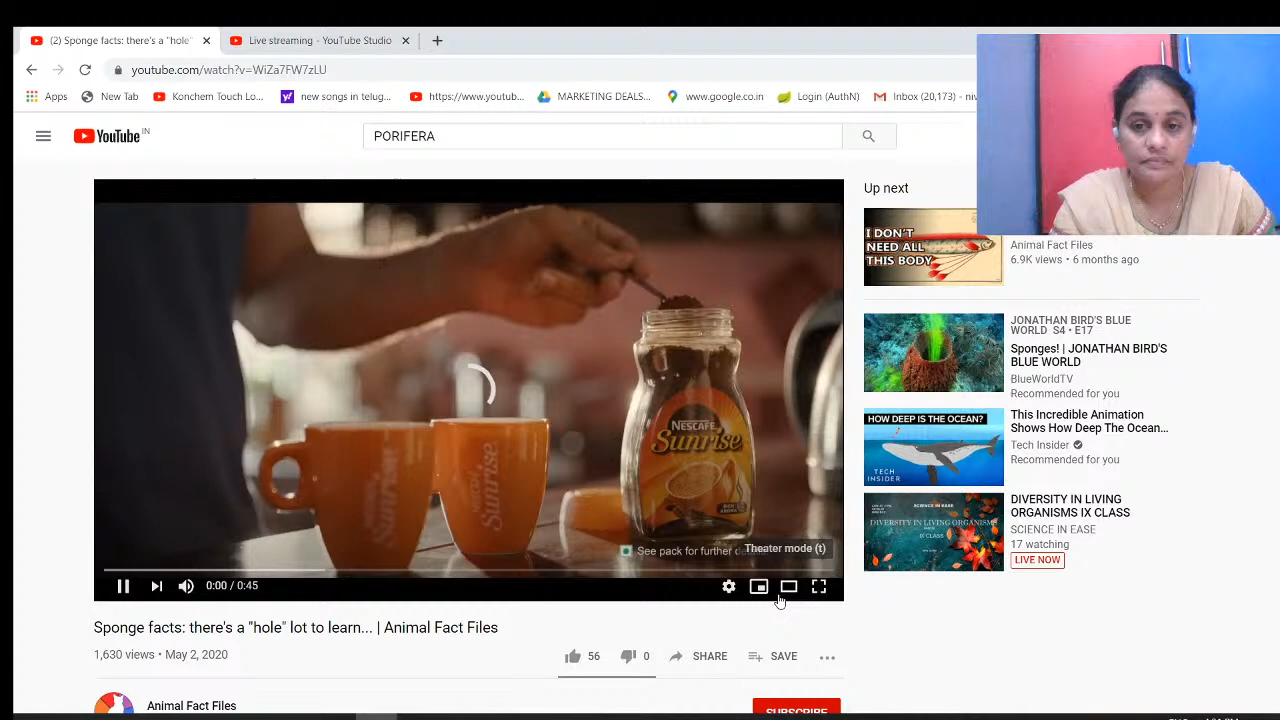 (2) Sponge facts: there's a "hole"
Live streaming - YouTube Studio
youtube.com/watch?v=WiZa7FW7zLU
Apps
New Tab
Konchem Touch Lo...
new songs in telug...
https://www.youtub...
MARKETING DEALS...
www.google.co.in
Login (AuthN)
Inbox (20,173) - niv
YouTube IN
PORIFERA
NESCAFÉ
Sunrise
SUNRISE
See pack for further
Theater mode (t)
0:00 / 0:45
Sponge facts: there's a "hole" lot to learn... | Animal Fact Files
1,630 views • May 2, 2020
56
0
SHARE
SAVE
Animal Fact Files
SUBSCRIBE
Up next
I DON'T
NEED ALL
THIS BODY
Animal Fact Files
6.9K views • 6 months ago
JONATHAN BIRD'S BLUE
WORLD S4 • E17
Sponges! | JONATHAN BIRD'S
BLUE WORLD
BlueWorldTV
Recommended for you
HOW DEEP IS THE OCEAN?
TECH
INSIDER
This Incredible Animation
Shows How Deep The Ocean...
Tech Insider
Recommended for you
SCIENCE IN EASE
DIVERSITY IN LIVING ORGANISMS
IX CLASS
DIVERSITY IN LIVING
ORGANISMS IX CLASS
SCIENCE IN EASE
17 watching
LIVE NOW